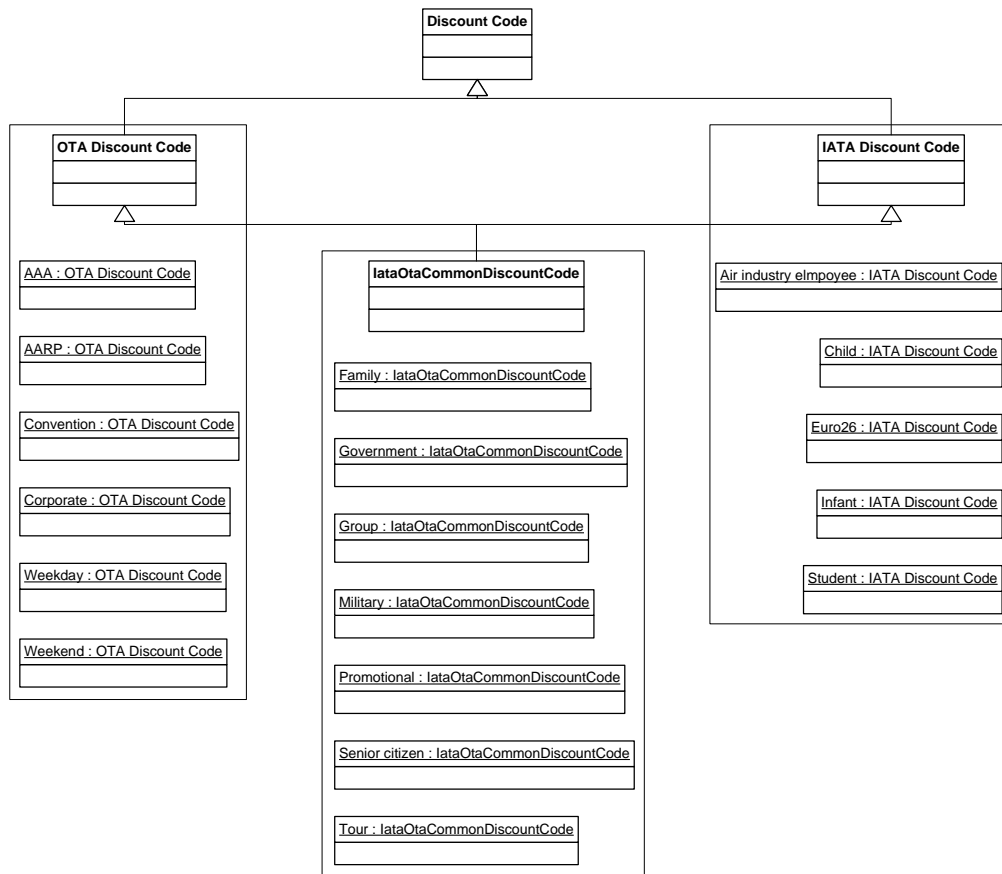 Discount Code
OTA Discount Code
IATA Discount Code
AAA : OTA Discount Code
AARP : OTA Discount Code
Convention : OTA Discount Code
Corporate : OTA Discount Code
Weekday : OTA Discount Code
Weekend : OTA Discount Code
IataOtaCommonDiscountCode
Family : IataOtaCommonDiscountCode
Government : IataOtaCommonDiscountCode
Group : IataOtaCommonDiscountCode
Military : IataOtaCommonDiscountCode
Promotional : IataOtaCommonDiscountCode
Senior citizen : IataOtaCommonDiscountCode
Tour : IataOtaCommonDiscountCode
Air industry elmpoyee : IATA Discount Code
Child : IATA Discount Code
Euro26 : IATA Discount Code
Infant : IATA Discount Code
Student : IATA Discount Code